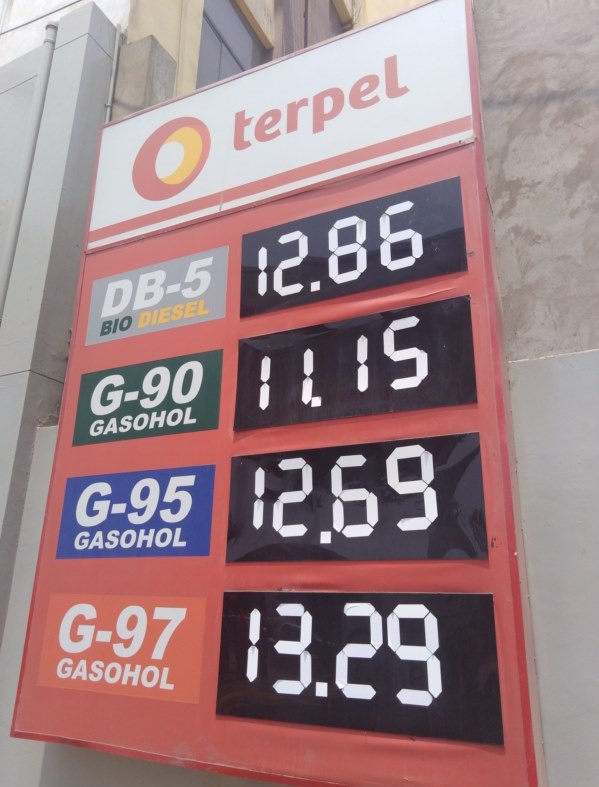 terpel
DB-5
BIO DIESEL
12.86
G-90
GASOHOL
11.15
G-95
GASOHOL
12.69
G-97
GASOHOL
13.29